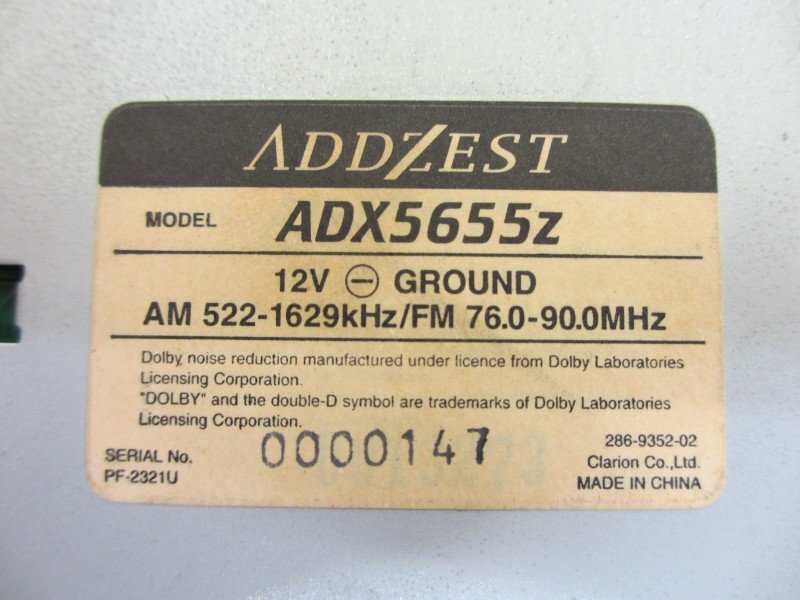 ADDZEST
MODEL ADX5655z
12V ⊖ GROUND
AM 522-1629kHz/FM 76.0-90.0MHz
Dolby noise reduction manufactured under licence from Dolby Laboratories
Licensing Corporation.
"DOLBY" and the double-D symbol are trademarks of Dolby Laboratories
Licensing Corporation.
SERIAL No. 0000147
PF-2321U
286-9352-02
Clarion Co.,Ltd.
MADE IN CHINA